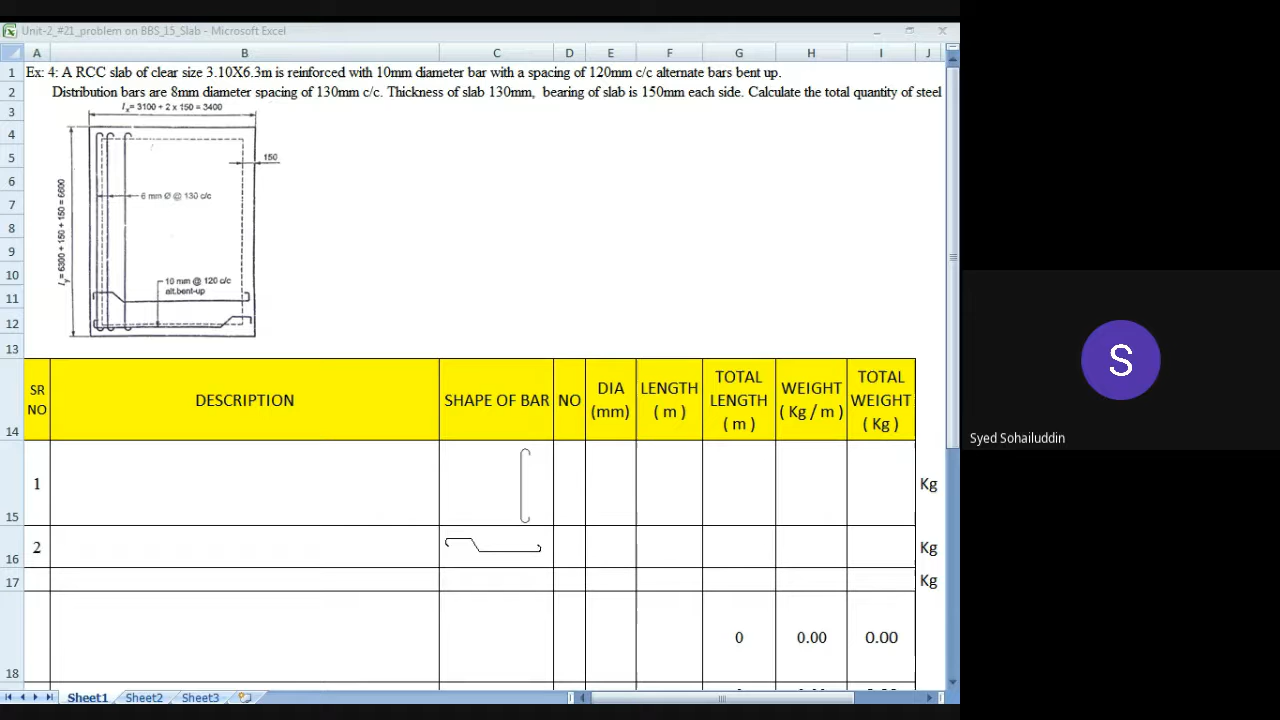 Unit-2_#21_problem on BBS_15_Slab - Microsoft Excel
A B C D E F G H I J
1 Ex: 4: A RCC slab of clear size 3.10X6.3m is reinforced with 10mm diameter bar with a spacing of 120mm c/c alternate bars bent up.
2 Distribution bars are 8mm diameter spacing of 130mm c/c. Thickness of slab 130mm, bearing of slab is 150mm each side. Calculate the total quantity of steel
3 lx= 3100 + 2 x 150 = 3400
4
5 150
6
7 6 mm Ø @ 130 c/c
8 ly = 6300 + 150 + 150 = 6600
9
10 10 mm @ 120 c/c
11 alt.bent-up
12
13
14 SR NO DESCRIPTION SHAPE OF BAR NO DIA (mm) LENGTH ( m ) TOTAL LENGTH ( m ) WEIGHT ( Kg / m ) TOTAL WEIGHT ( Kg )
15 1 Kg
16 2 Kg
17 Kg
18 0 0.00 0.00
Sheet1 Sheet2 Sheet3
S
Syed Sohailuddin